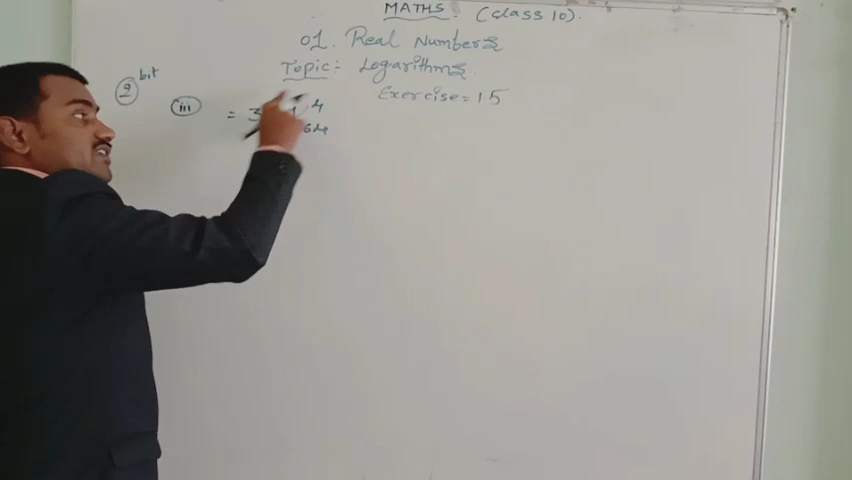 MATHS. (Class 10).
01. Real Numbers
Topic:- Logarithms.
Exercise = 1.5
2 bit
iii = 3 4